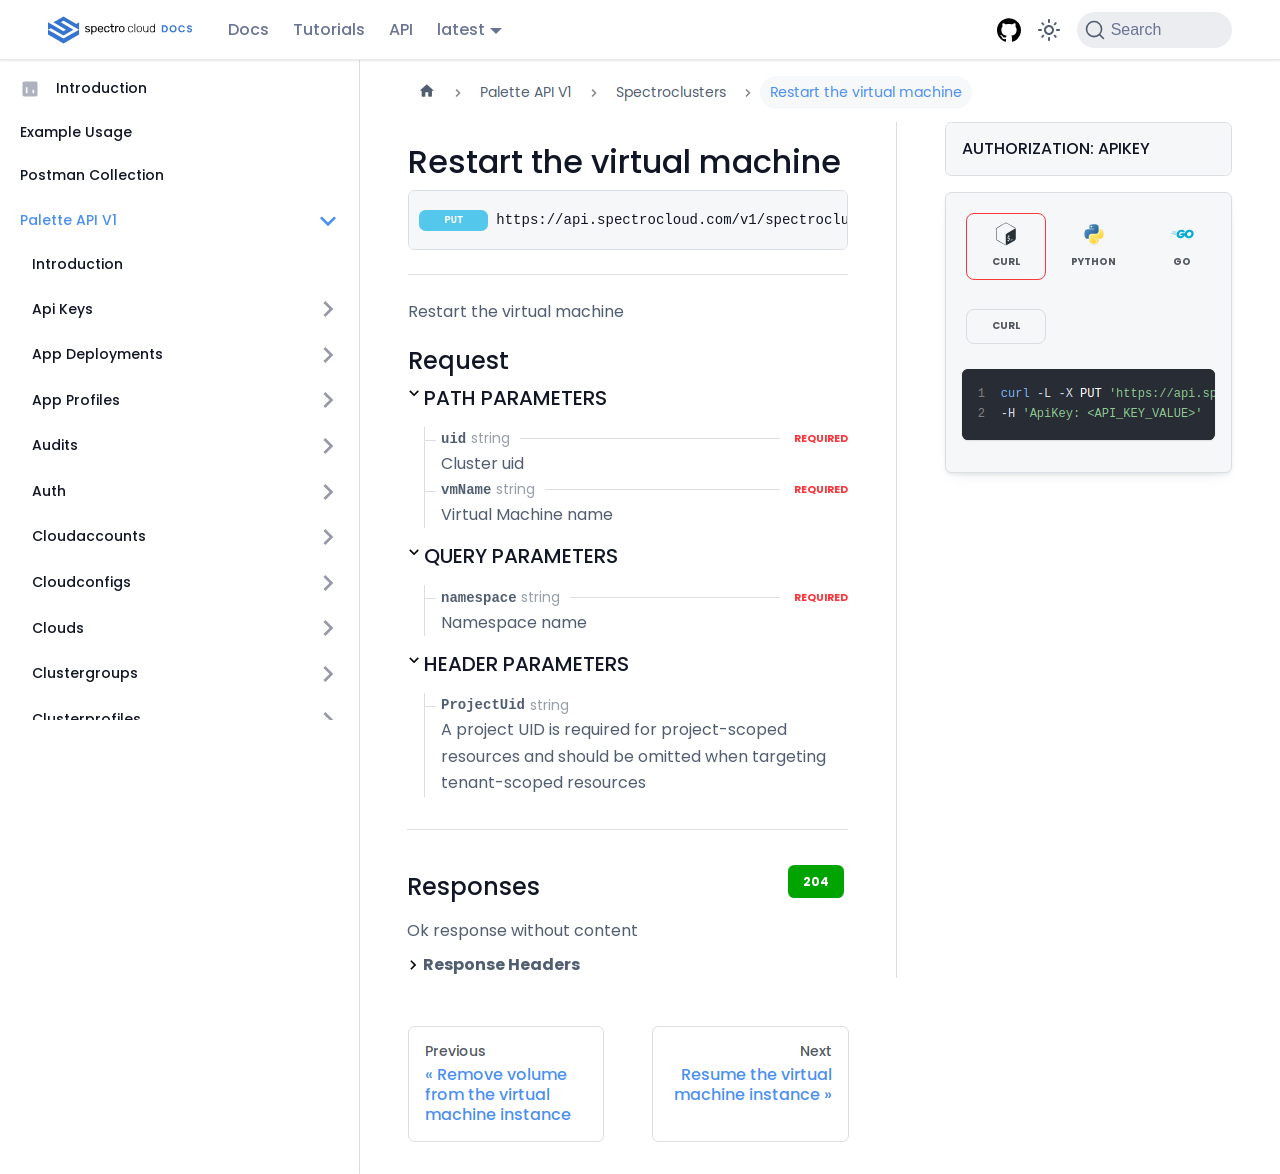 spectro cloud DOCS
Docs
Tutorials
API
latest
Search
Introduction
Example Usage
Postman Collection
Palette API V1
Introduction
Api Keys
App Deployments
App Profiles
Audits
Auth
Cloudaccounts
Cloudconfigs
Clouds
Clustergroups
Clusterprofiles
Palette API V1
Spectroclusters
Restart the virtual machine
Restart the virtual machine
PUT https://api.spectrocloud.com/v1/spectroclu
Restart the virtual machine
Request
PATH PARAMETERS
uid string REQUIRED
Cluster uid
vmName string REQUIRED
Virtual Machine name
QUERY PARAMETERS
namespace string REQUIRED
Namespace name
HEADER PARAMETERS
ProjectUid string
A project UID is required for project-scoped
resources and should be omitted when targeting
tenant-scoped resources
Responses
204
Ok response without content
Response Headers
Previous
« Remove volume
from the virtual
machine instance
Next
Resume the virtual
machine instance »
AUTHORIZATION: APIKEY
CURL
PYTHON
GO
CURL
1 curl -L -X PUT 'https://api.sp
2 -H 'ApiKey: <API_KEY_VALUE>'